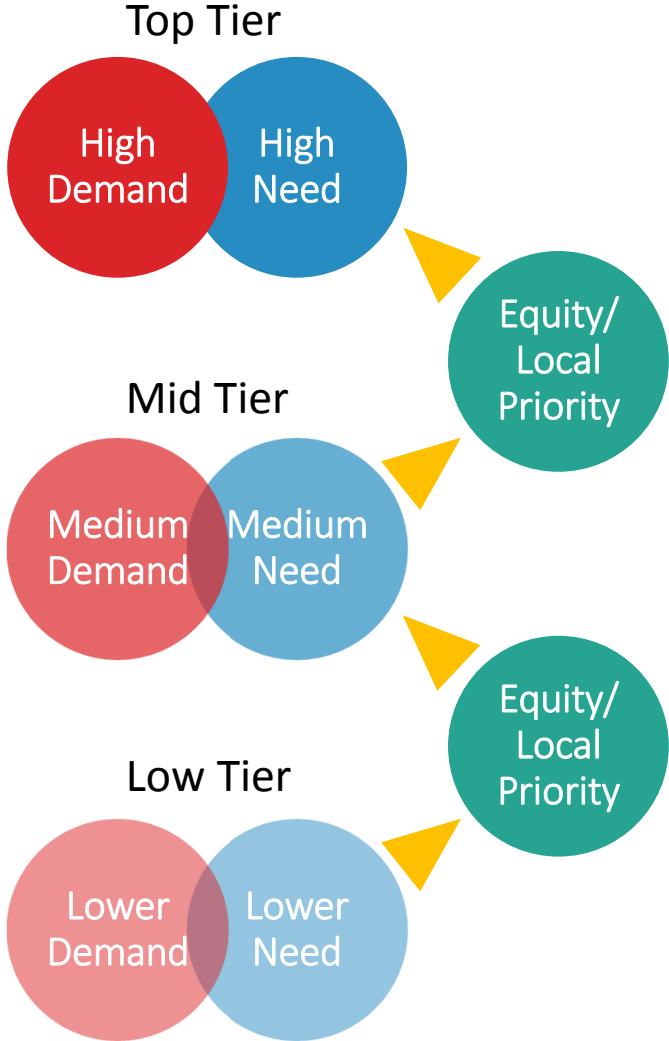 Top Tier
High
Demand
High
Need
Equity/
Local
Priority
Mid Tier
Medium
Demand
Medium
Need
Equity/
Local
Priority
Low Tier
Lower
Demand
Lower
Need